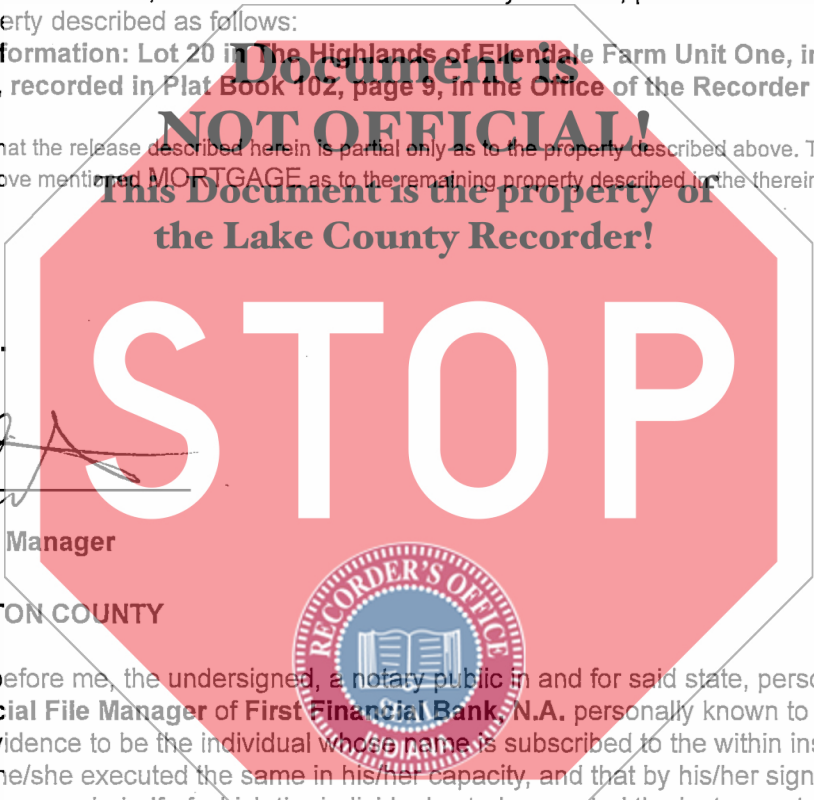 erty described as follows:
formation: Lot 20 in The Highlands of Ellendale Farm Unit One, in
Document is
, recorded in Plat Book 102, page 9, in the Office of the Recorder
NOT OFFICIAL!
hat the release described herein is partial only as to the property described above. T
ove mentioned MORTGAGE as to the remaining property described in the therein
This Document is the property of
the Lake County Recorder!
STOP
Manager
TON COUNTY
RECORDER'S OFFICE
before me, the undersigned, a notary public in and for said state, perso
cial File Manager of First Financial Bank, N.A. personally known to
vidence to be the individual whose name is subscribed to the within ins
he/she executed the same in his/her capacity, and that by his/her sign